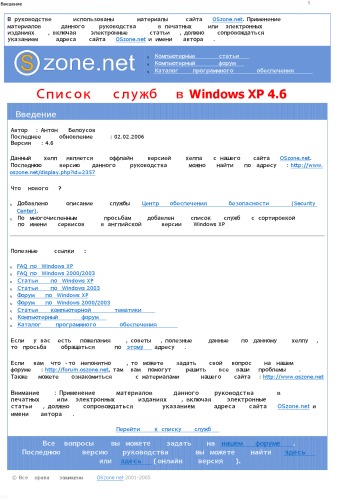 Введение 1
В руководстве использованы материалы сайта OSzone.net. Применение
материалов данного руководства в печатных или электронных
изданиях, включая электронные статьи, должно сопровождаться
указанием адреса сайта OSzone.net и имени автора.
Szone.net
Компьютерные статьи
Компьютерный форум
Каталог программного обеспечения
Список служб в Windows XP 4.6
Введение
Автор : Антон Белоусов
Последнее обновление : 02.02.2006
Версия : 4.6
Данный хелп является оффлайн версией хелпа с нашего сайта OSzone.net.
Последнюю версию данного руководства можно найти по адресу : http://www.
oszone.net/display.php?id=2357
Что нового ?
Добавлено описание службы Центр обеспечения безопасности (Security
Center).
По многочисленным просьбам добавлен список служб с сортировкой
по имени сервисов в английской версии Windows XP
Полезные ссылки :
FAQ по Windows XP
FAQ по Windows 2000/2003
Статьи по Windows XP
Статьи по Windows 2003
Форум по Windows XP
Форум по Windows 2000/2003
Статьи компьютерной тематики
Компьютерный форум
Каталог программного обеспечения
Если у вас есть пожелания, советы, полезные данные по данному хелпу,
то просьба обращаться по этому адресу.
Если вам что-то непонятно, то можете задать свой вопрос на нашем
форуме : http://forum.oszone.net, там вам помогут решить все ваши проблемы.
Также можете ознакомиться с материалами нашего сайта : http://www.oszone.net
Внимание : Применение материалов данного руководства в
печатных или электронных изданиях, включая электронные
статьи, должно сопровождаться указанием адреса сайта OSzone.net и
имени автора.
Перейти к списку служб
Все вопросы вы можете задать на нашем форуме.
Последнюю версию руководства вы можете найти здесь
или здесь (онлайн версия).
© Все права защищены OSzone.net 2001-2005